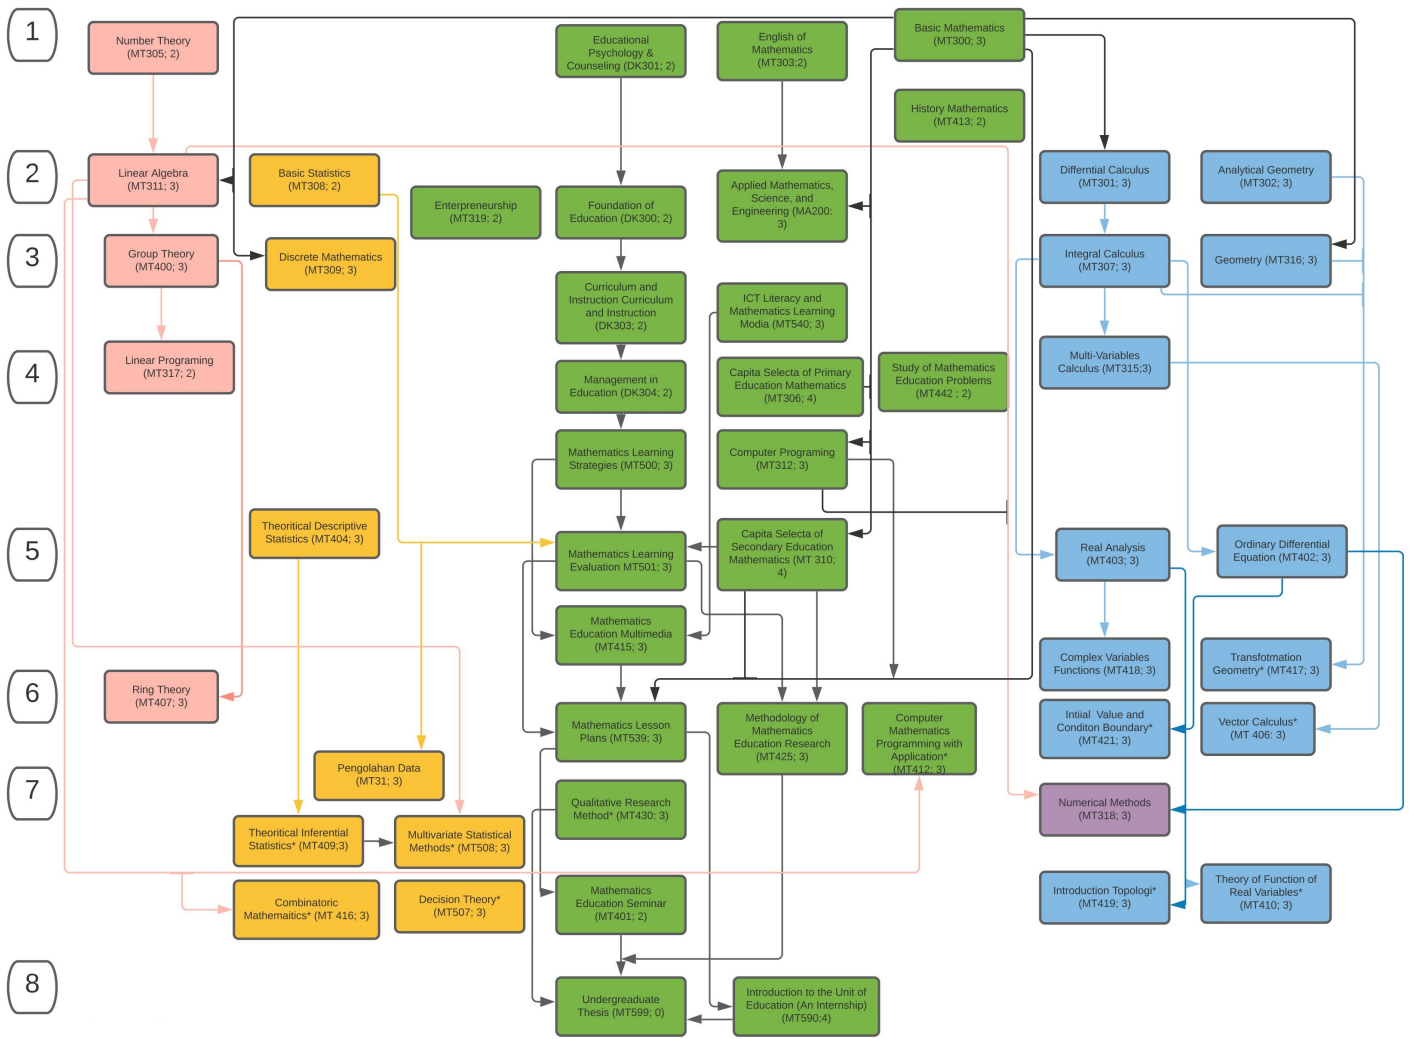 1
Number Theory
(MT305; 2)
Educational
Psychology &
Counseling (DK301; 2)
English of
Mathematics
(MT303;2)
Basic Mathematics
(MT300; 3)
History Mathematics
(MT413; 2)
2
Linear Algebra
(MT311; 3)
Basic Statistics
(MT308; 2)
Enterpreneurship
(MT319; 2)
Foundation of
Education (DK300; 2)
Applied Mathematics,
Science, and
Engineering (MA200:
3)
Diffrential Calculus
(MT301; 3)
Analytical Geometry
(MT302; 3)
3
Group Theory
(MT400; 3)
Discrete Mathematics
(MT309; 3)
Curriculum and
Instruction Curriculum
and Instruction
(DK303; 2)
ICT Literacy and
Mathematics Learning
Modia (MT540; 3)
Integral Calculus
(MT307; 3)
Geometry (MT316; 3)
4
Linear Programing
(MT317; 2)
Management in
Education (DK304; 2)
Capita Selecta of Primary
Education Mathematics
(MT306; 4)
Study of Mathematics
Education Problems
(MT442 ; 2)
Multi-Variables
Calculus (MT315;3)
Mathematics Learning
Strategies (MT500; 3)
Computer Programing
(MT312; 3)
5
Theoritical Descriptive
Statistics (MT404; 3)
Mathematics Learning
Evaluation MT501; 3)
Capita Selecta of
Secondary Education
Mathematics (MT 310;
4)
Real Analysis
(MT403; 3)
Ordinary Differential
Equation (MT402; 3)
Mathematics
Education Multimedia
(MT415; 3)
Complex Variables
Functions (MT418; 3)
Transfotmation
Geometry* (MT417; 3)
6
Ring Theory
(MT407; 3)
Mathematics Lesson
Plans (MT539; 3)
Methodology of
Mathematics
Education Research
(MT425; 3)
Computer
Mathematics
Programming with
Application*
(MT412; 3)
Intiial Value and
Conditon Boundary*
(MT421; 3)
Vector Calculus*
(MT 406: 3)
7
Pengolahan Data
(MT31; 3)
Qualitative Research
Method* (MT430: 3)
Numerical Methods
(MT318; 3)
Theoritical Inferential
Statistics* (MT409;3)
Multivariate Statistical
Methods* (MT508; 3)
Combinatoric
Mathemaitics* (MT 416; 3)
Decision Theory*
(MT507; 3)
Mathematics
Education Seminar
(MT401; 2)
Introduction Topologi*
(MT419; 3)
Theory of Function of
Real Variables*
(MT410; 3)
8
Undergreaduate
Thesis (MT599; 0)
Introduction to the Unit of
Education (An Internship)
(MT590;4)